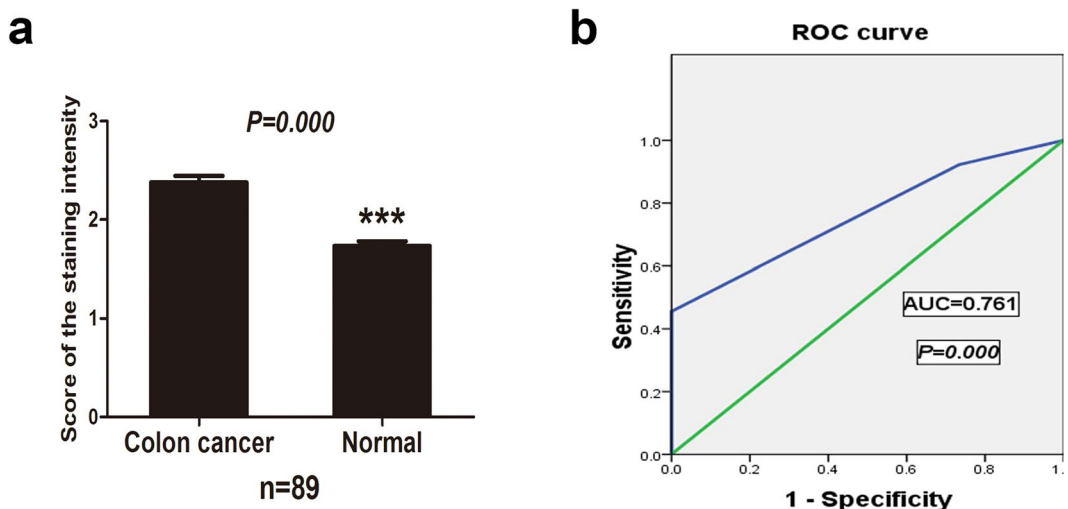 a
P=0.000
Score of the staining intensity
3
2
1
0
***
Colon cancer
Normal
n=89
b
ROC curve
Sensitivity
1.0
0.8
0.6
0.4
0.2
0.0
AUC=0.761
P=0.000
0.0 0.2 0.4 0.6 0.8 1.
1 - Specificity